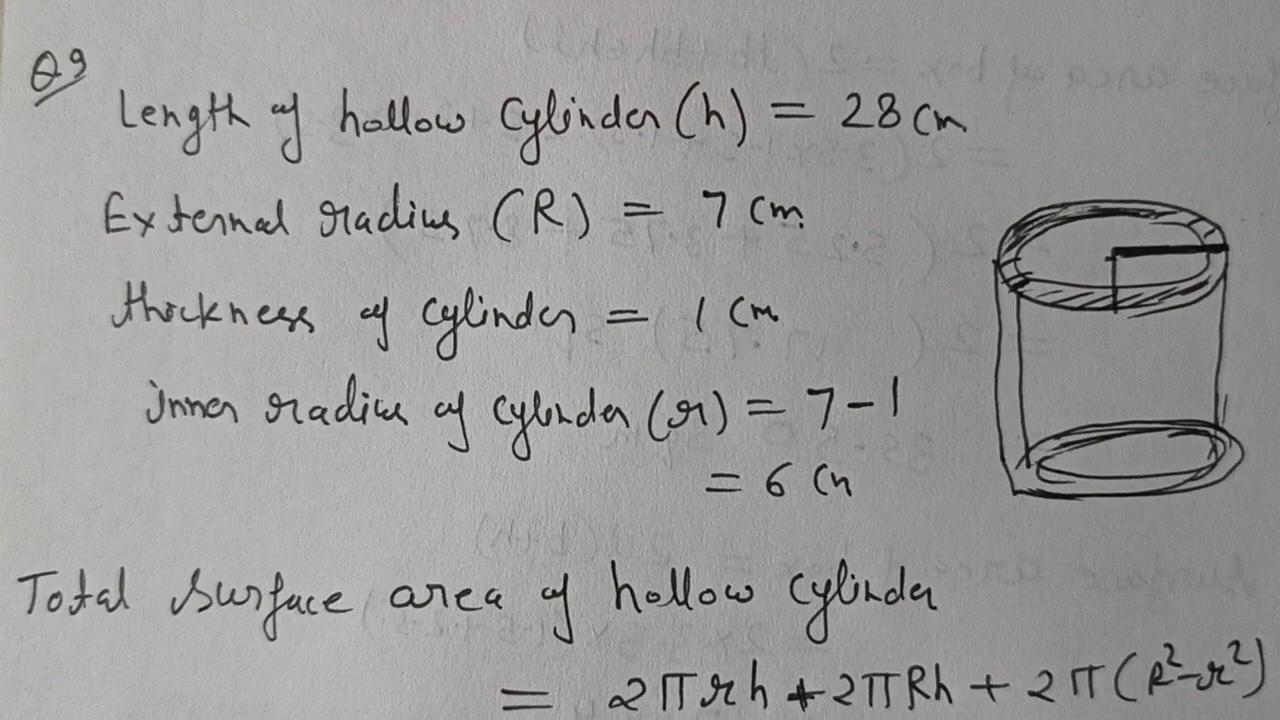 Q9
Length of hollow cylinder (h) = 28 cm
External radius (R) = 7 cm
thickness of cylinder = 1 cm
inner radius of cylinder (r) = 7-1
= 6 cm
Total surface area of hollow cylinder
= 2πrh + 2πRh + 2π(R²-r²)